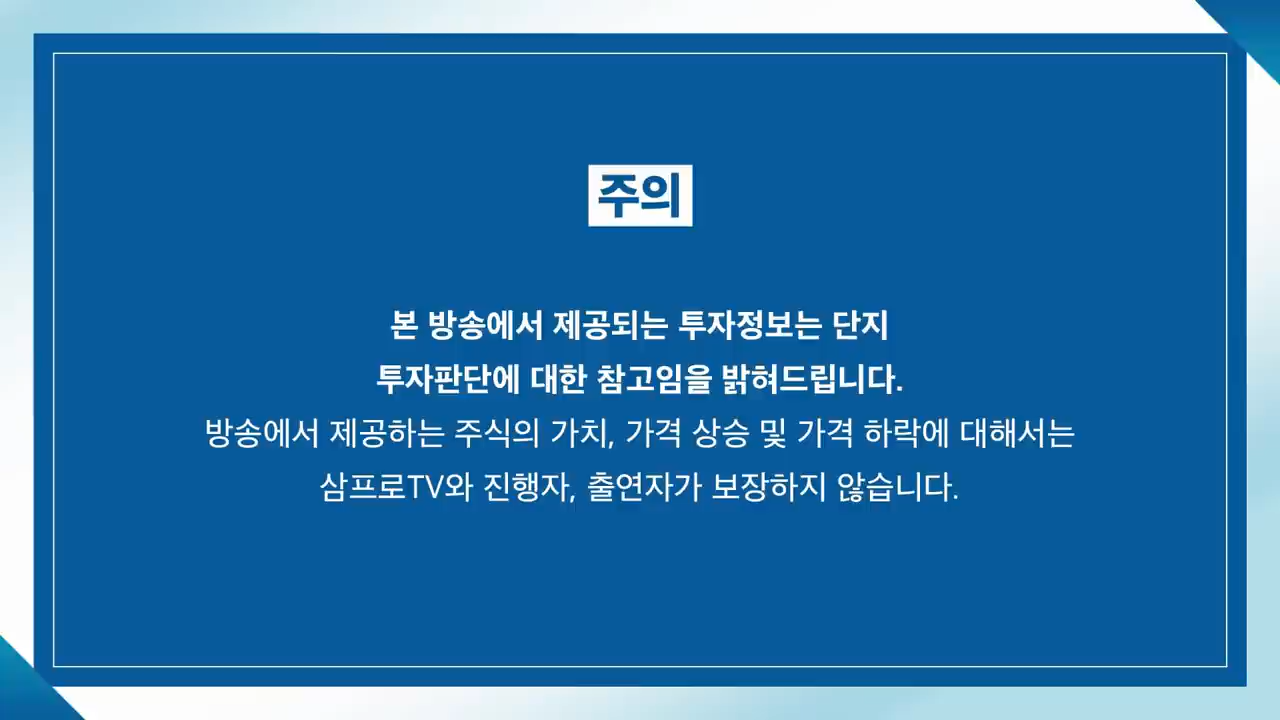 주의
본 방송에서 제공되는 투자정보는 단지
투자판단에 대한 참고임을 밝혀드립니다.
방송에서 제공하는 주식의 가치, 가격 상승 및 가격 하락에 대해서는
삼프로TV와 진행자, 출연자가 보장하지 않습니다.